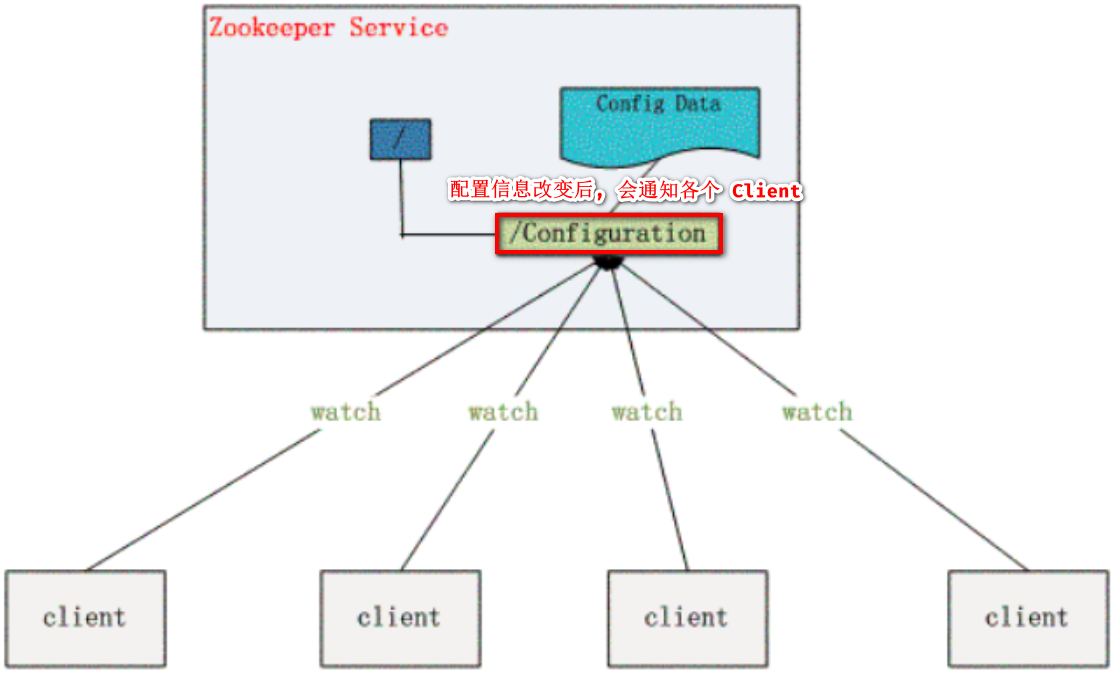 Zookeeper Service
Config Data
/
配置信息改变后，会通知各个 Client
/Configuration
watch
watch
watch
watch
client
client
client
client